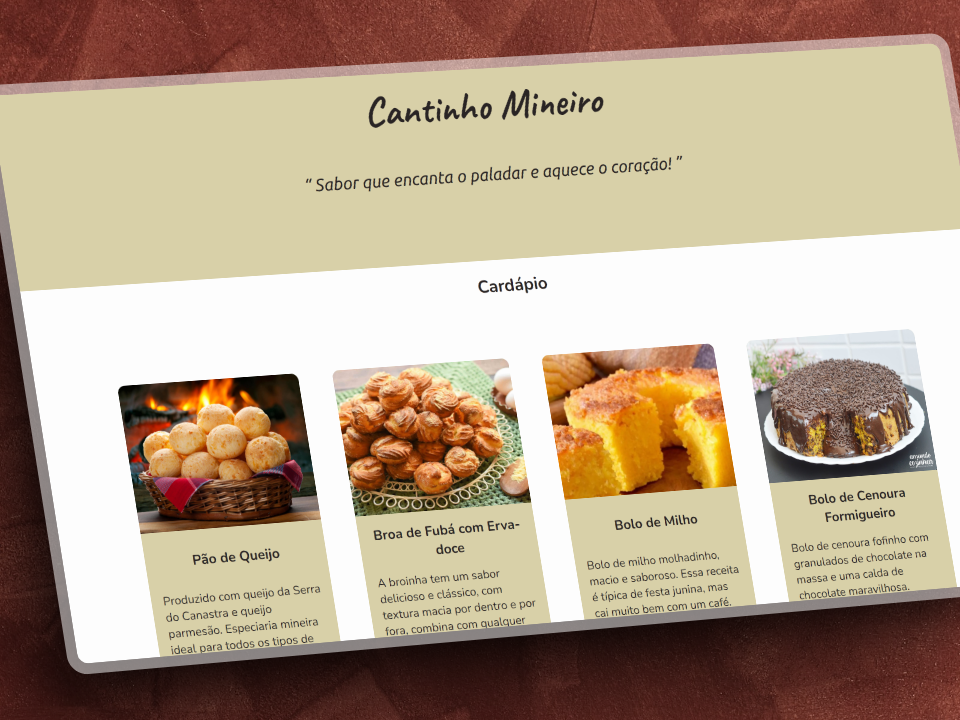 Cantinho Mineiro
“ Sabor que encanta o paladar e aquece o coração! ”
Cardápio
Pão de Queijo
Produzido com queijo da Serra
do Canastra e queijo
parmesão. Especiaria mineira
ideal para todos os tipos de
Broa de Fubá com Erva-
doce
A broinha tem um sabor
delicioso e clássico, com
textura macia por dentro e por
fora, combina com qualquer
Bolo de Milho
Bolo de milho molhadinho,
macio e saboroso. Essa receita
é típica de festa junina, mas
cai muito bem com um café.
Bolo de Cenoura
Formigueiro
Bolo de cenoura fofinho com
granulados de chocolate na
massa e uma calda de
chocolate maravilhosa.